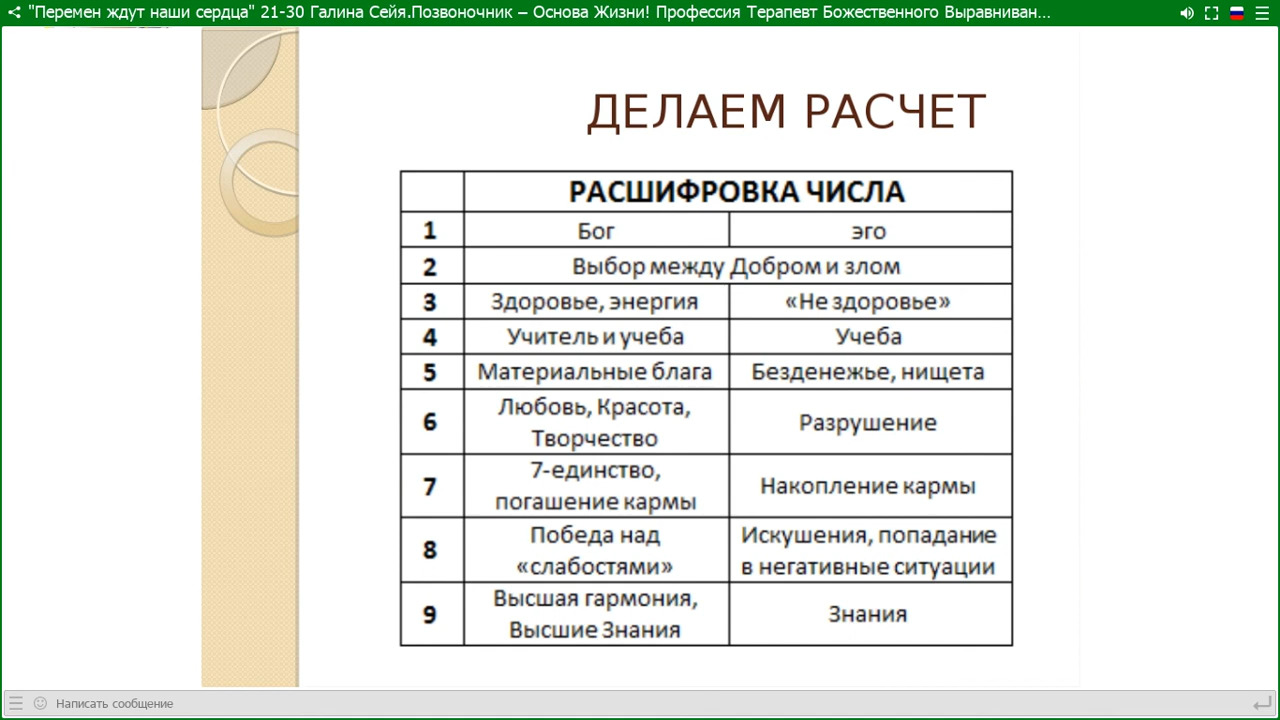 "Перемен ждут наши сердца" 21-30 Галина Сейя.Позвоночник – Основа Жизни! Профессия Терапевт Божественного Выравниван...
ДЕЛАЕМ РАСЧЕТ
РАСШИФРОВКА ЧИСЛА
1 Бог эго
2 Выбор между Добром и злом
3 Здоровье, энергия «Не здоровье»
4 Учитель и учеба Учеба
5 Материальные блага Безденежье, нищета
6 Любовь, Красота,
Творчество Разрушение
7 7-единство,
погашение кармы Накопление кармы
8 Победа над
«слабостями» Искушения, попадание
в негативные ситуации
9 Высшая гармония,
Высшие Знания Знания
Написать сообщение